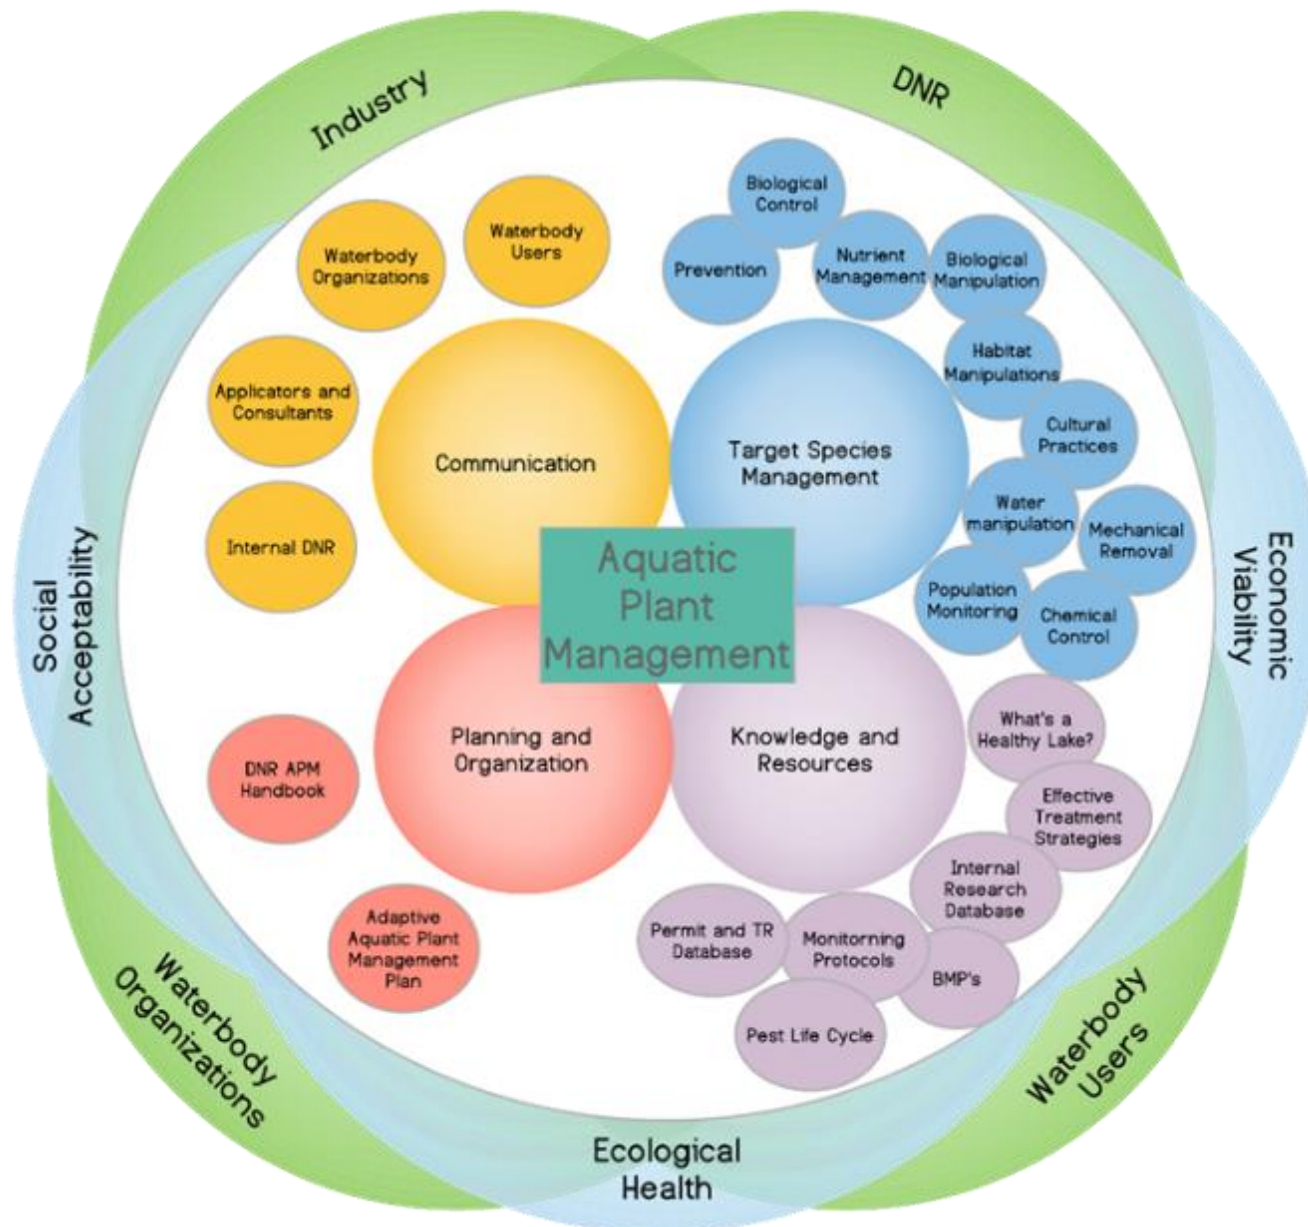 Industry
DNR
Biological
Control
Waterbody
Users
Waterbody
Organizations
Prevention
Nutrient
Management
Biological
Manipulation
Habitat
Manipulations
Applicators and
Consultants
Cultural
Practices
Communication
Target Species
Management
Water
manipulation
Mechanical
Removal
Internal DNR
Population
Monitoring
Chemical
Control
Social
Acceptability
Economic
Viability
Aquatic
Plant
Management
Planning and
Organization
Knowledge and
Resources
What's a
Healthy Lake?
DNR APM
Handbook
Effective
Treatment
Strategies
Internal
Research
Database
Adaptive
Aquatic Plant
Management
Plan
Permit and TR
Database
Monitorning
Protocols
BMP's
Pest Life Cycle
Waterbody
Organizations
Waterbody
Users
Ecological
Health